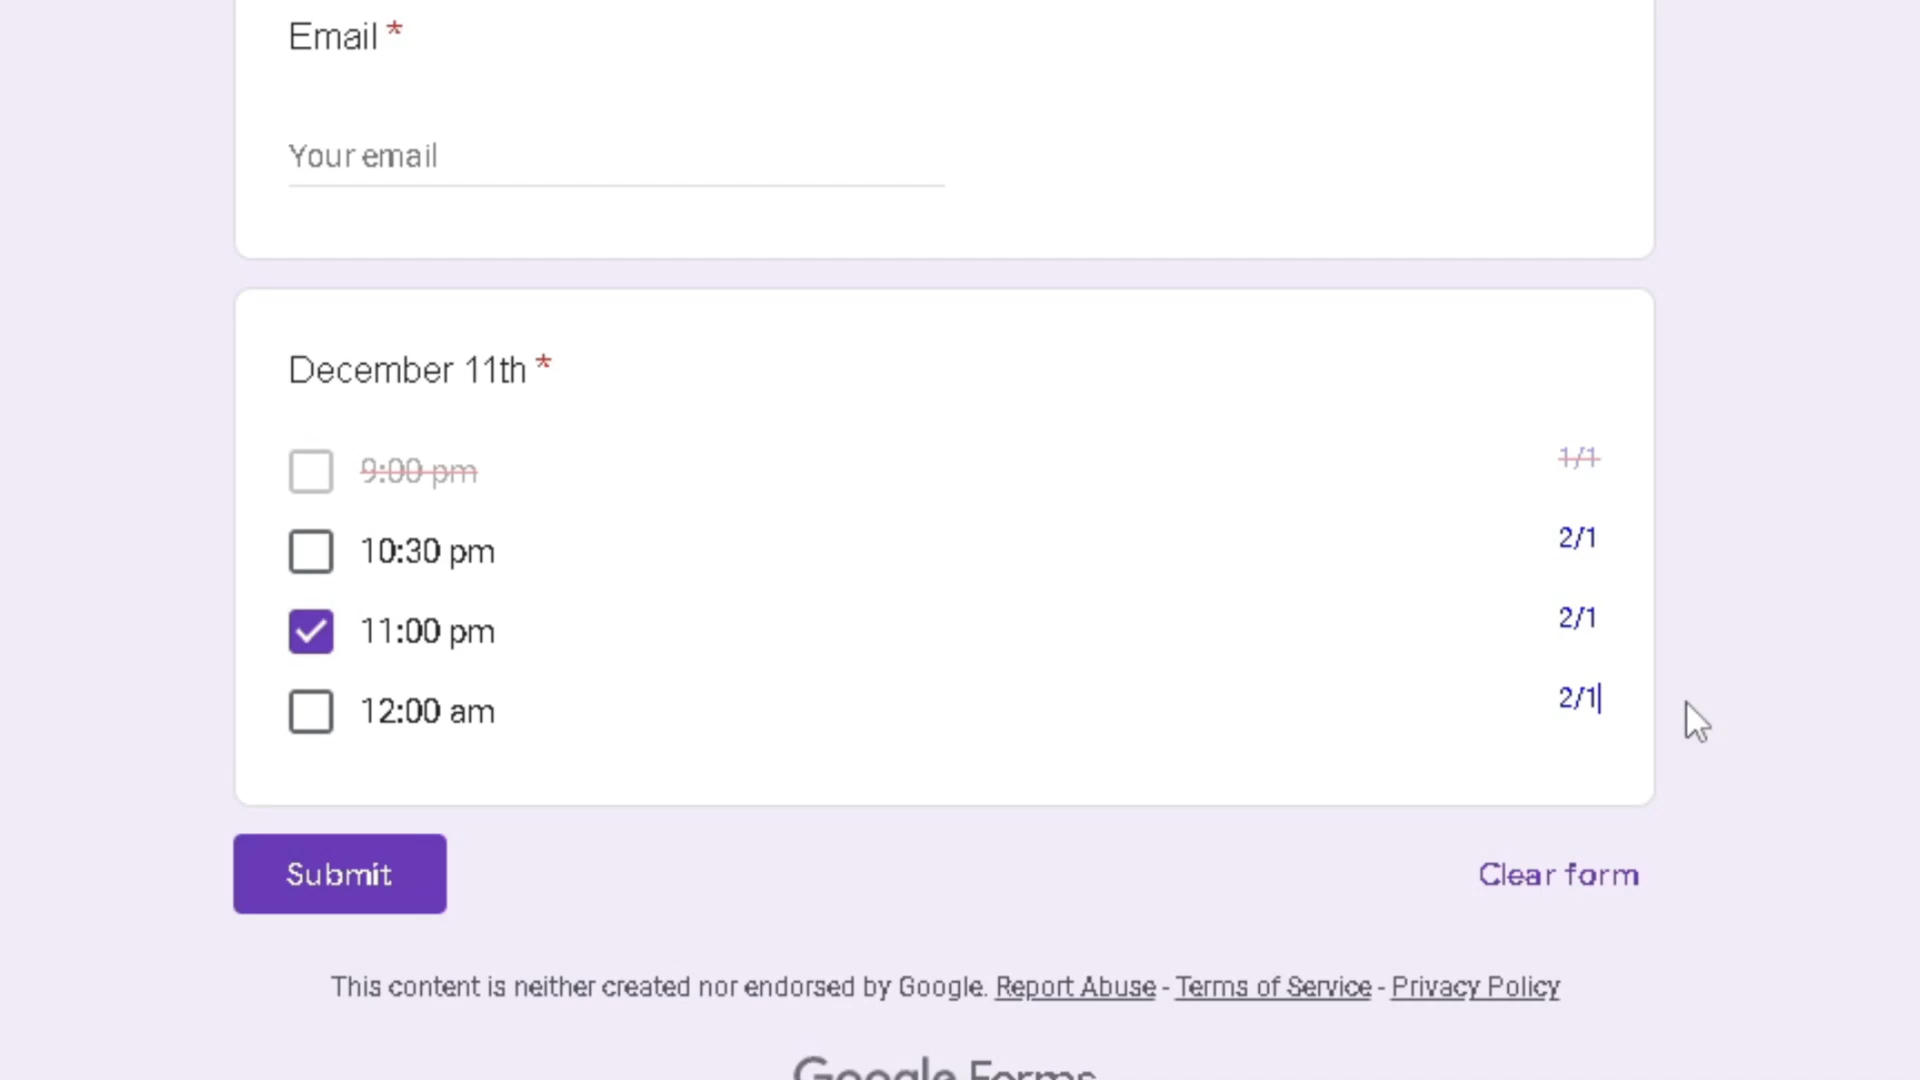 Email *
Your email
December 11th *
9:00 pm 1/1
10:30 pm 2/1
11:00 pm 2/1
12:00 am 2/1
Submit Clear form
This content is neither created nor endorsed by Google. Report Abuse - Terms of Service - Privacy Policy
Google Forms